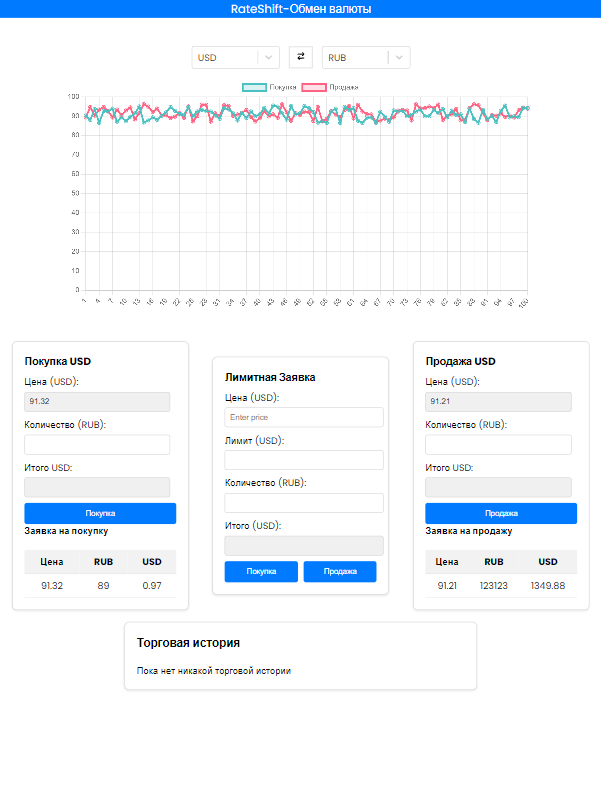 RateShift-Обмен валюты
USD RUB
Покупка Продажа
100
90
80
70
60
50
40
30
20
10
0
1 4 7 10 13 16 19 22 25 28 31 34 37 40 43 46 49 52 55 58 61 64 67 70 73 76 79 82 85 88 91 94 97 100
Покупка USD
Цена (USD):
91.32
Количество (RUB):
Итого USD:
Покупка
Заявка на покупку
Цена RUB USD
91.32 89 0.97
Лимитная Заявка
Цена (USD):
Enter price
Лимит (USD):
Количество (RUB):
Итого (USD):
Покупка Продажа
Продажа USD
Цена (USD):
91.21
Количество (RUB):
Итого USD:
Продажа
Заявка на продажу
Цена RUB USD
91.21 123123 1349.88
Торговая история
Пока нет никакой торговой истории